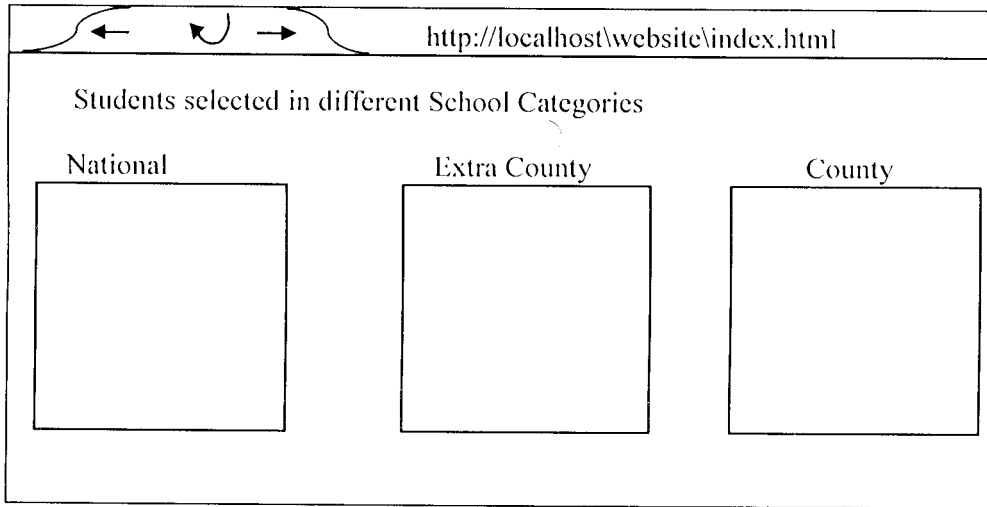 http://localhost\website\index.html
Students selected in different School Categories
National Extra County County